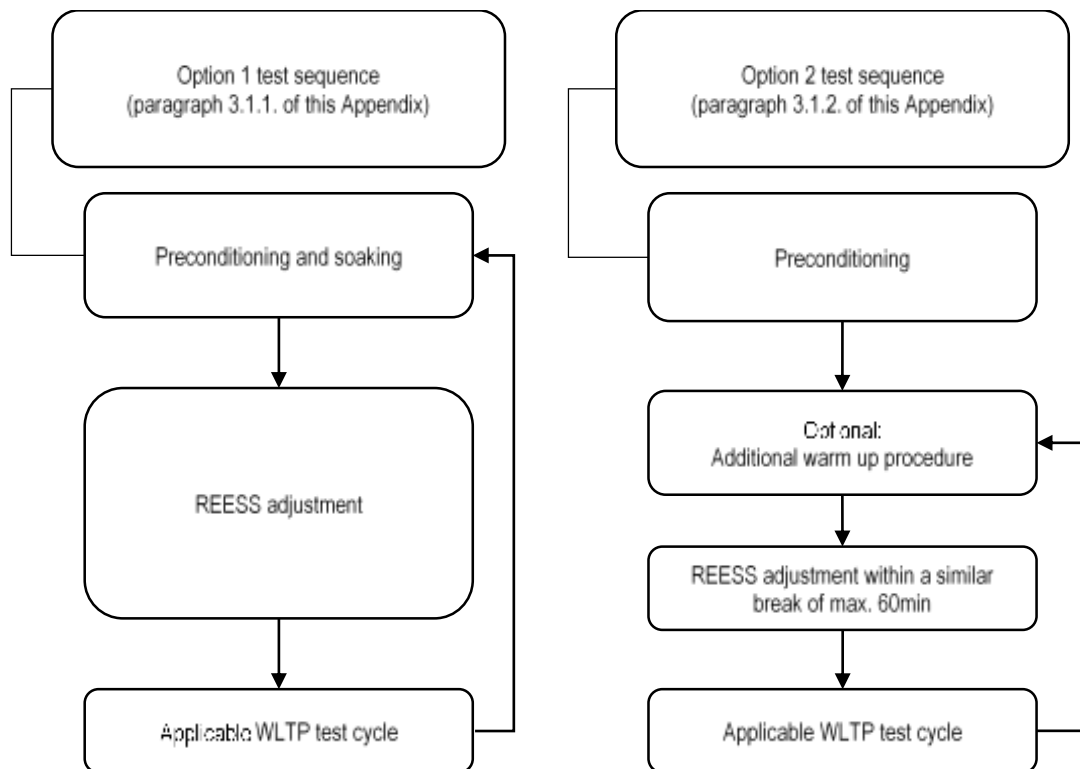 Option 1 test sequence
(paragraph 3.1.1. of this Appendix)
Preconditioning and soaking
REESS adjustment
Applicable WLTP test cycle
Option 2 test sequence
(paragraph 3.1.2. of this Appendix)
Preconditioning
Optional:
Additional warm up procedure
REESS adjustment within a similar
break of max. 60min
Applicable WLTP test cycle